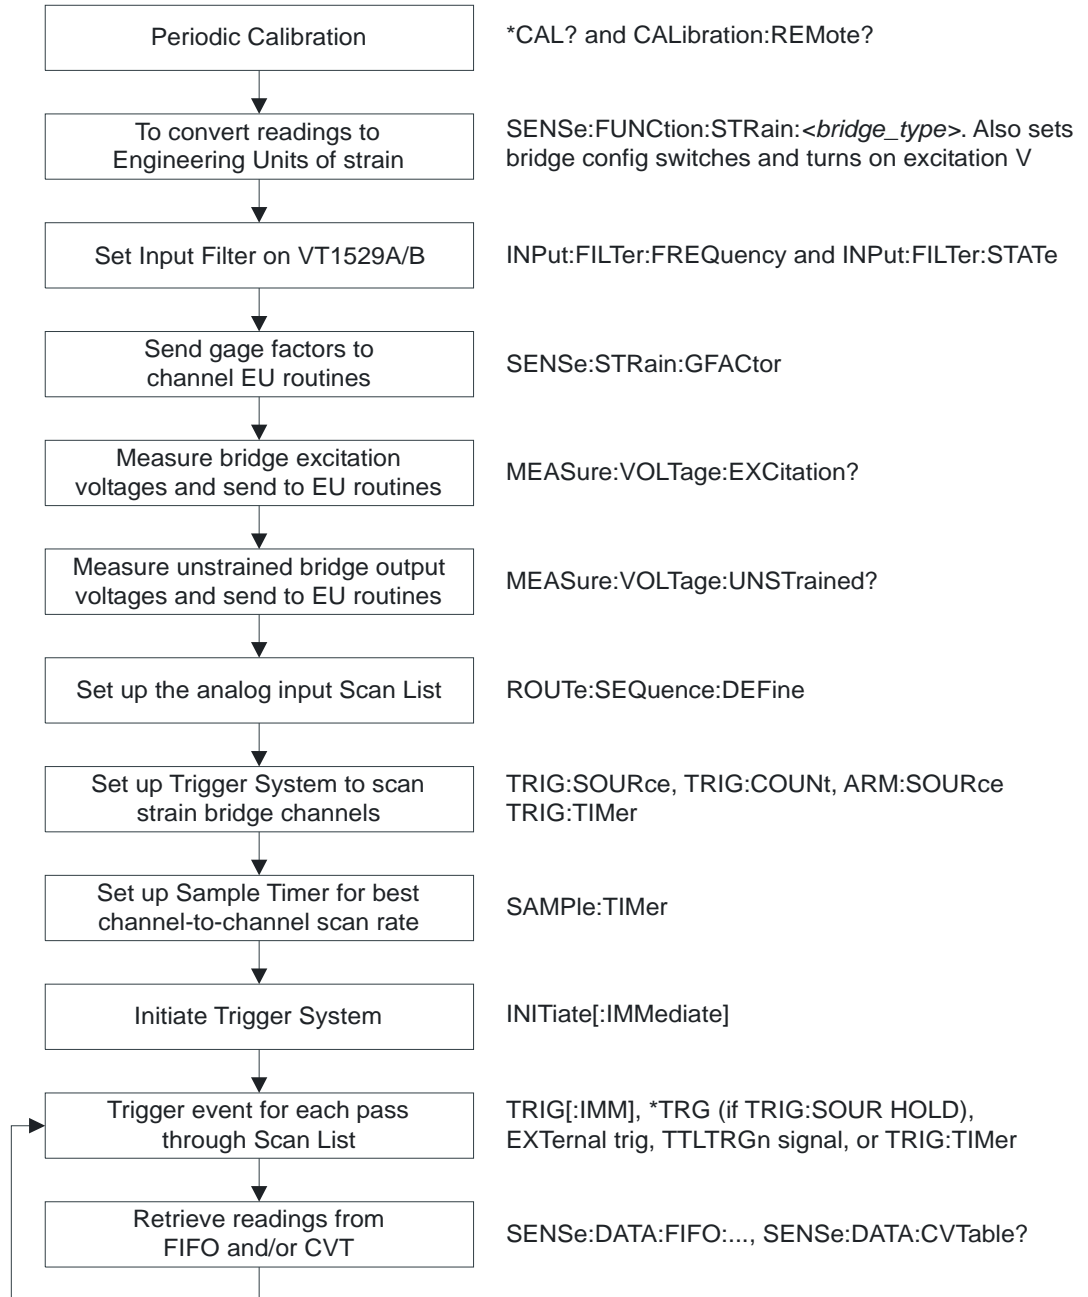 Periodic Calibration
*CAL? and CALibration:REMote?
To convert readings to
Engineering Units of strain
SENSe:FUNCtion:STRain:<bridge_type>. Also sets
bridge config switches and turns on excitation V
Set Input Filter on VT1529A/B
INPut:FILTer:FREQuency and INPut:FILTer:STATe
Send gage factors to
channel EU routines
SENSe:STRain:GFACtor
Measure bridge excitation
voltages and send to EU routines
MEASure:VOLTage:EXCitation?
Measure unstrained bridge output
voltages and send to EU routines
MEASure:VOLTage:UNSTrained?
Set up the analog input Scan List
ROUTe:SEQuence:DEFine
Set up Trigger System to scan
strain bridge channels
TRIG:SOURce, TRIG:COUNt, ARM:SOURce
TRIG:TIMer
Set up Sample Timer for best
channel-to-channel scan rate
SAMPle:TIMer
Initiate Trigger System
INITiate[:IMMediate]
Trigger event for each pass
through Scan List
TRIG[:IMM], *TRG (if TRIG:SOUR HOLD),
EXTernal trig, TTLTRGn signal, or TRIG:TIMer
Retrieve readings from
FIFO and/or CVT
SENSe:DATA:FIFO:..., SENSe:DATA:CVTable?